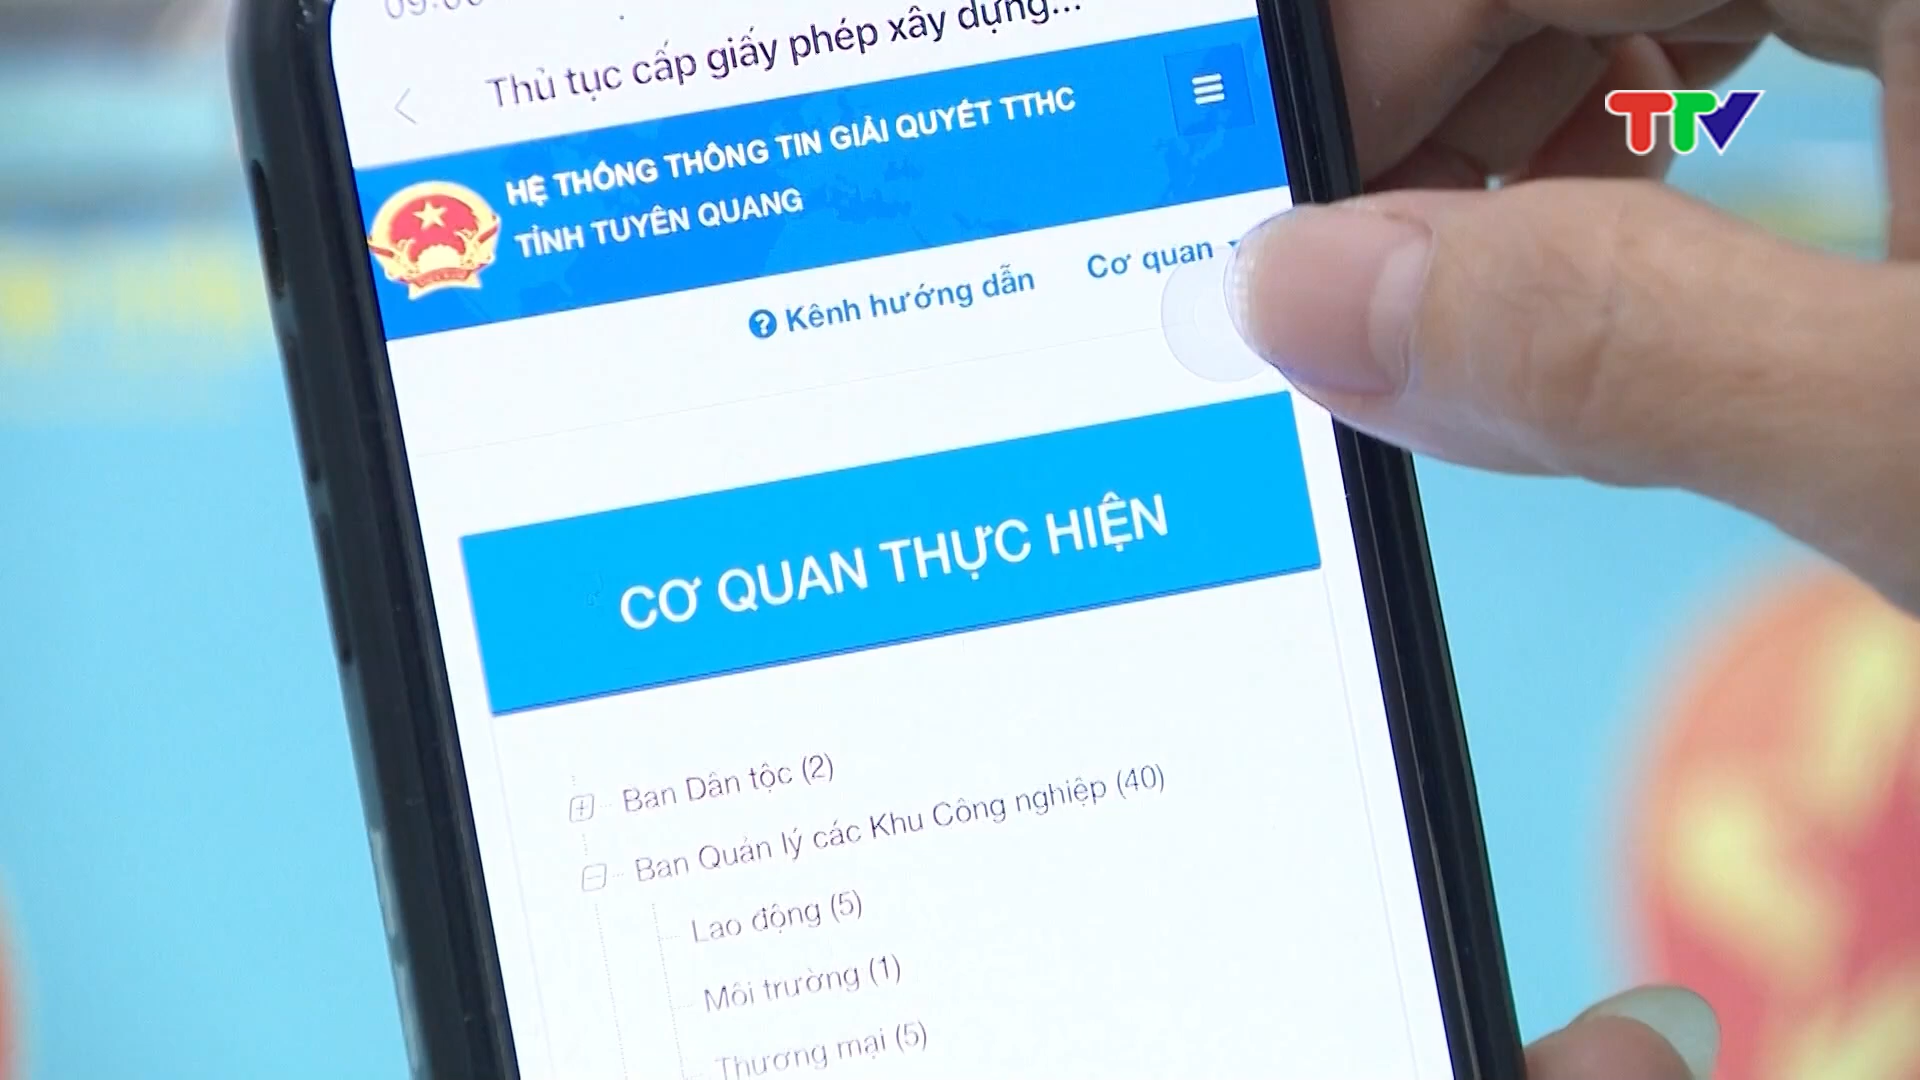 Thủ tục cấp giấy phép xây dựng...
TTV
HỆ THỐNG THÔNG TIN GIẢI QUYẾT TTHC
TỈNH TUYÊN QUANG
Kênh hướng dẫn Cơ quan
CƠ QUAN THỰC HIỆN
Ban Dân tộc (2)
Ban Quản lý các Khu Công nghiệp (40)
Lao động (5)
Môi trường (1)
Thương mại (5)